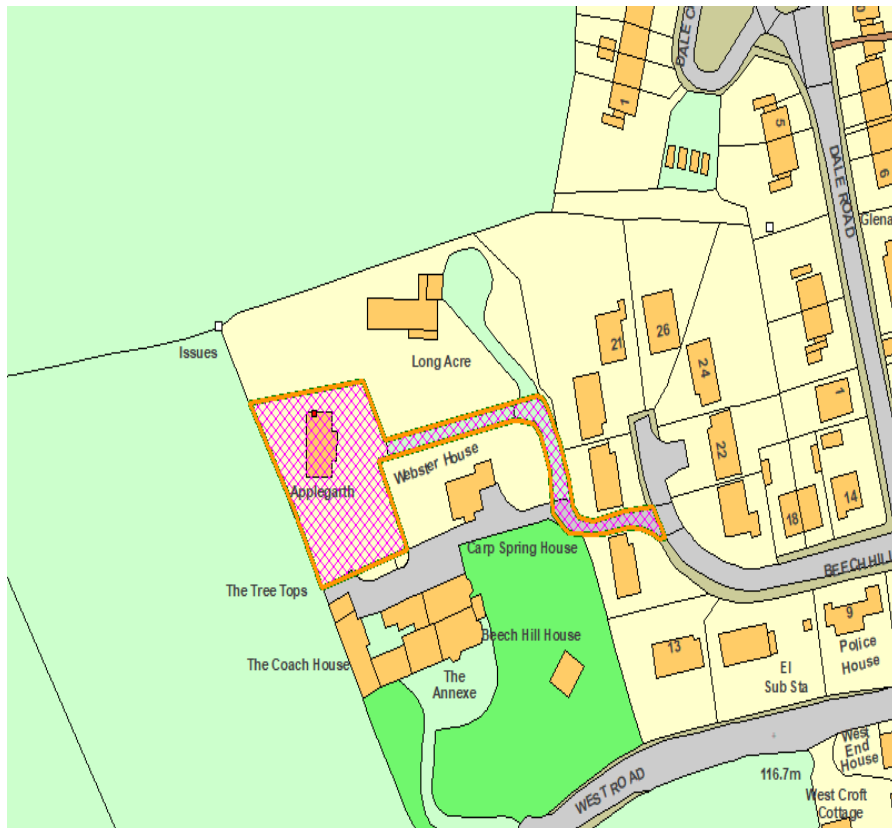 DALE C
1
5
6
DALE ROAD
Glena
Issues
Long Acre
21
26
24
1
Webster House
22
Applegarth
18
14
Carp Spring House
BEECH HILL
The Tree Tops
Beech Hill House
9
Police
House
The Coach House
The
Annexe
13
El
Sub Sta
West
End
House
WEST ROAD
116.7m
West Croft
Cottage